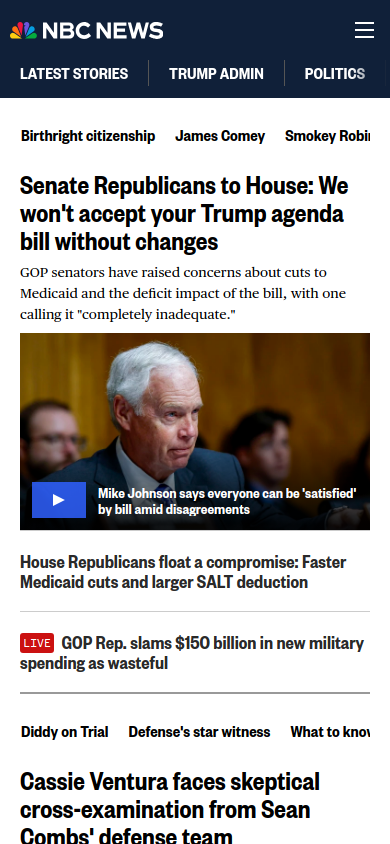 NBC NEWS
LATEST STORIES TRUMP ADMIN POLITICS
Birthright citizenship James Comey Smokey
Senate Republicans to House: We
won't accept your Trump agenda
bill without changes
GOP senators have raised concerns about cuts to
Medicaid and the deficit impact of the bill, with one
calling it "completely inadequate."
Mike Johnson says everyone can be 'satisfied'
by bill amid disagreements
House Republicans float a compromise: Faster
Medicaid cuts and larger SALT deduction
LIVE GOP Rep. slams $150 billion in new military
spending as wasteful
Diddy on Trial Defense's star witness What to
Cassie Ventura faces skeptical
cross-examination from Sean
Combs' defense team